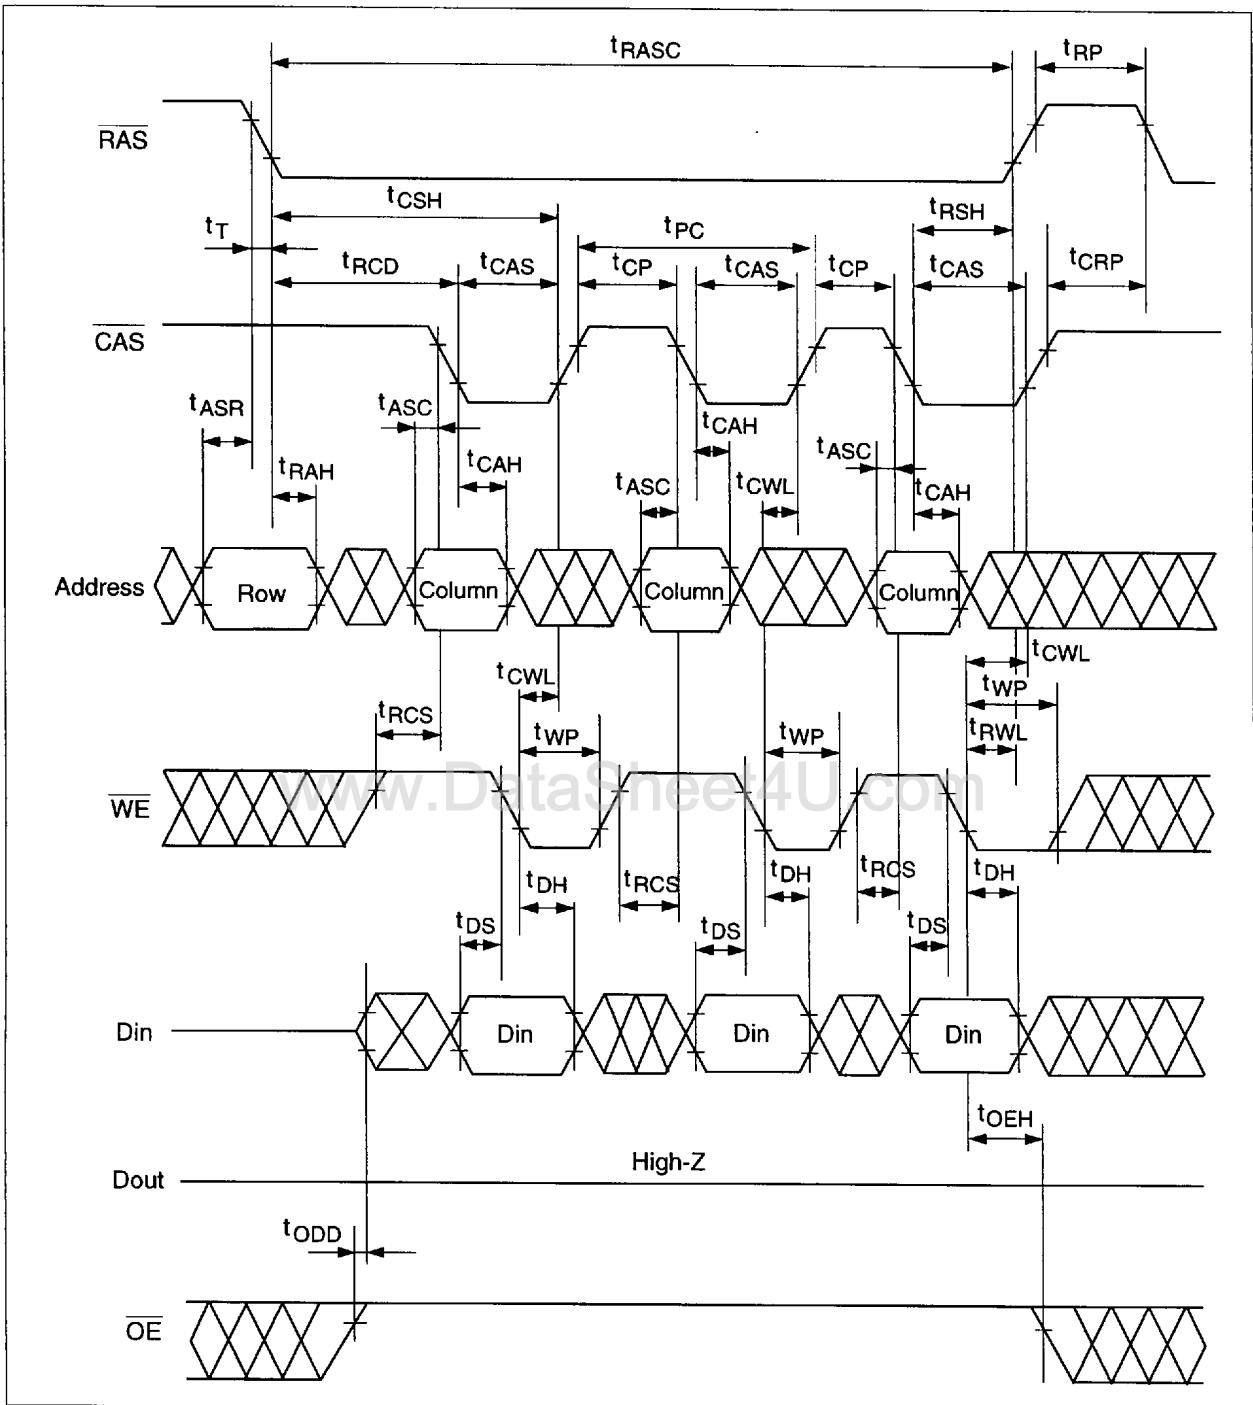 tRASC
tRP
RAS
tCSH
tPC
tRSH
tT
tRCD
tCAS
tCP
tCAS
tCP
tCAS
tCRP
CAS
tASR
tASC
tCAH
tASC
tRAH
tCAH
tASC
tCWL
tCAH
Address
Row
Column
Column
Column
tCWL
tCWL
tWP
tRCS
tWP
tWP
tRWL
www.DataSheet4U.com
WE
tDH
tRCS
tDH
tRCS
tDH
tDS
tDS
tDS
Din
Din
Din
Din
tOEH
High-Z
Dout
tODD
OE